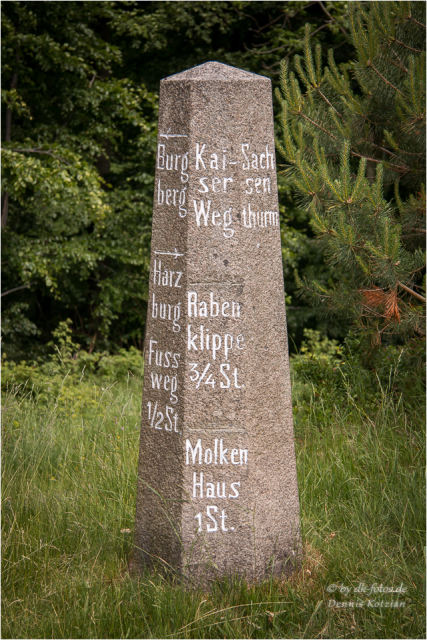 Burg
berg
Harz
burg
Fuss
weg
1/2 St.
Kai-
ser
Weg
Raben
klippe
3/4 St.
Molken
Haus
1 St.
Sach
sen
thurm
© by dk-fotos.de
Dennis Kotzian